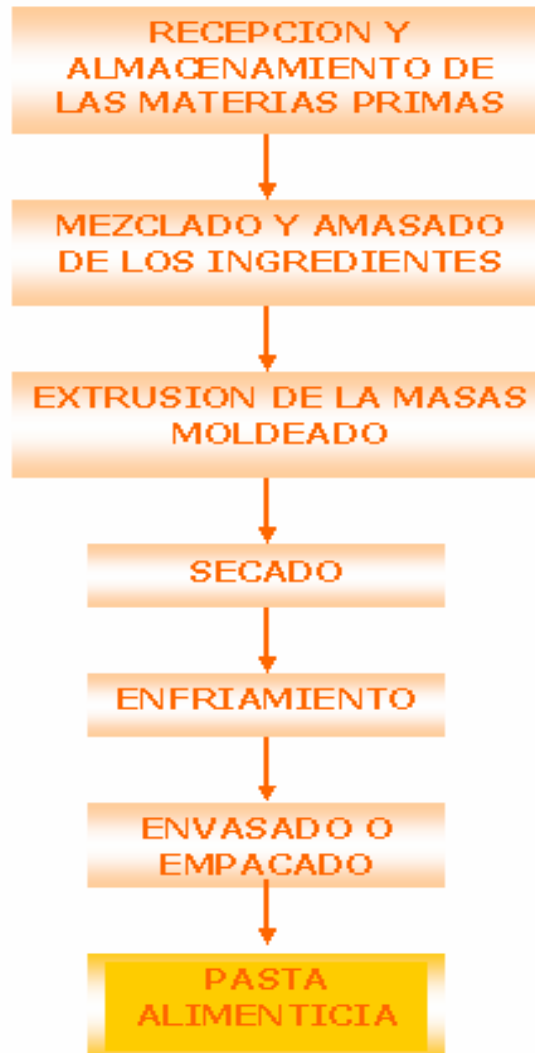 RECEPCION Y
ALMACENAMIENTO DE
LAS MATERIAS PRIMAS
MEZCLADO Y AMASADO
DE LOS INGREDIENTES
EXTRUSION DE LA MASAS
MOLDEADO
SECADO
ENFRIAMIENTO
ENVASADO O
EMPACADO
PASTA
ALIMENTICIA